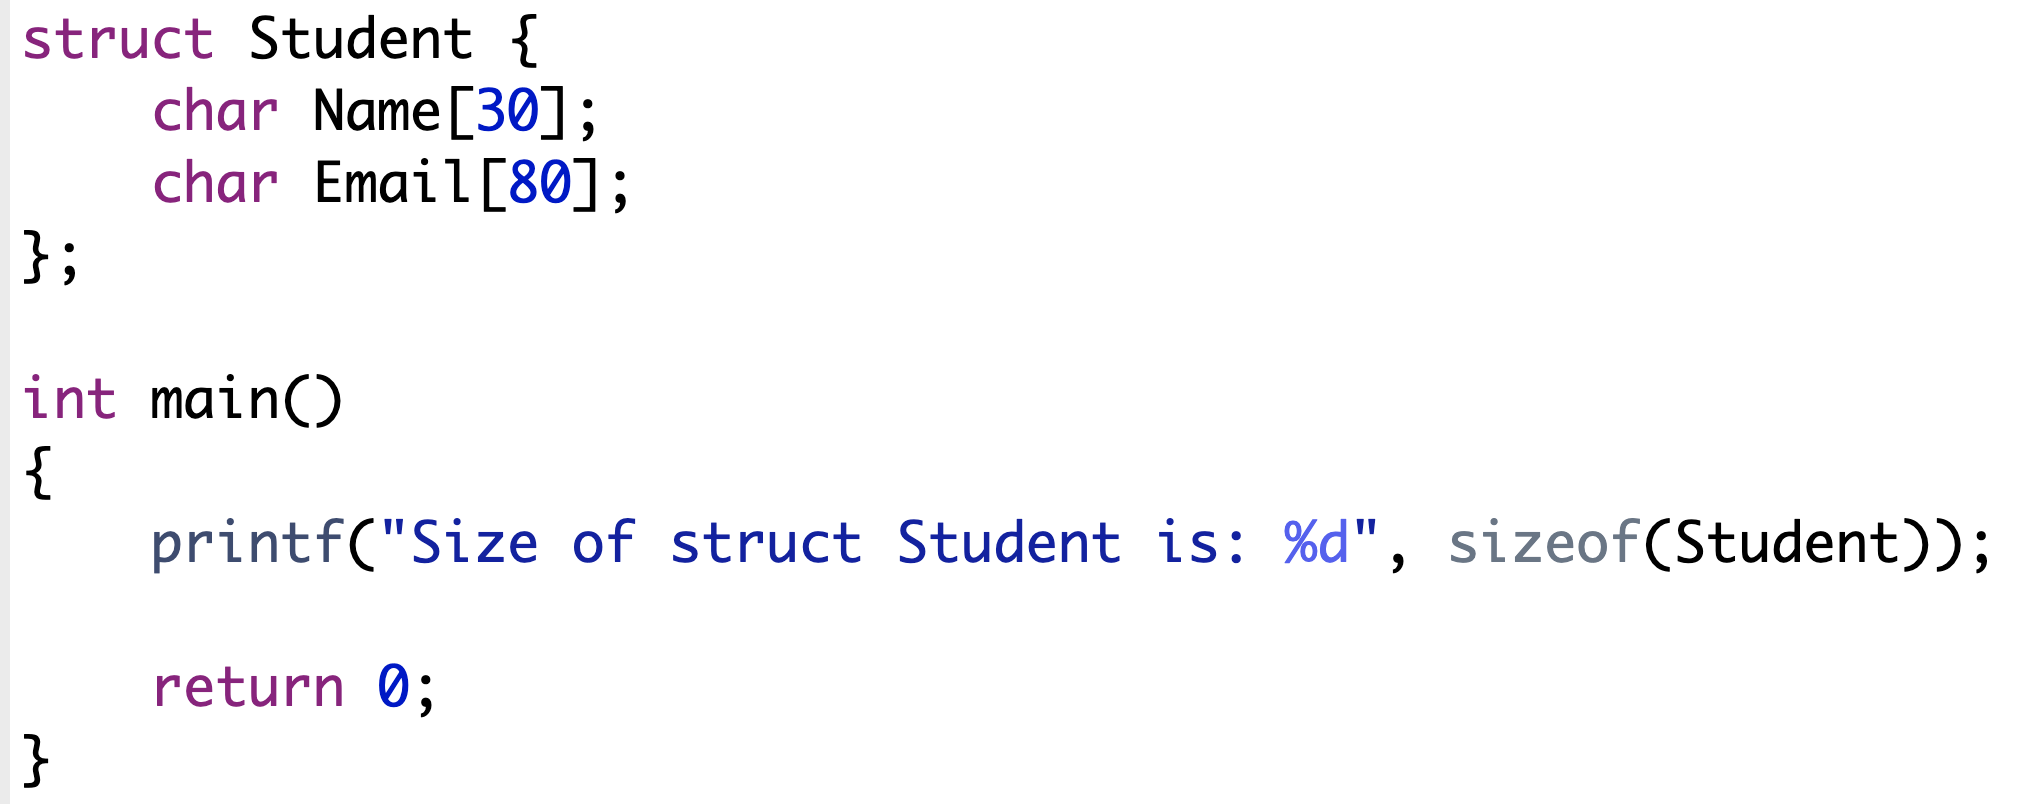 struct Student {
    char Name[30];
    char Email[80];
};

int main()
{
    printf("Size of struct Student is: %d", sizeof(Student));

    return 0;
}